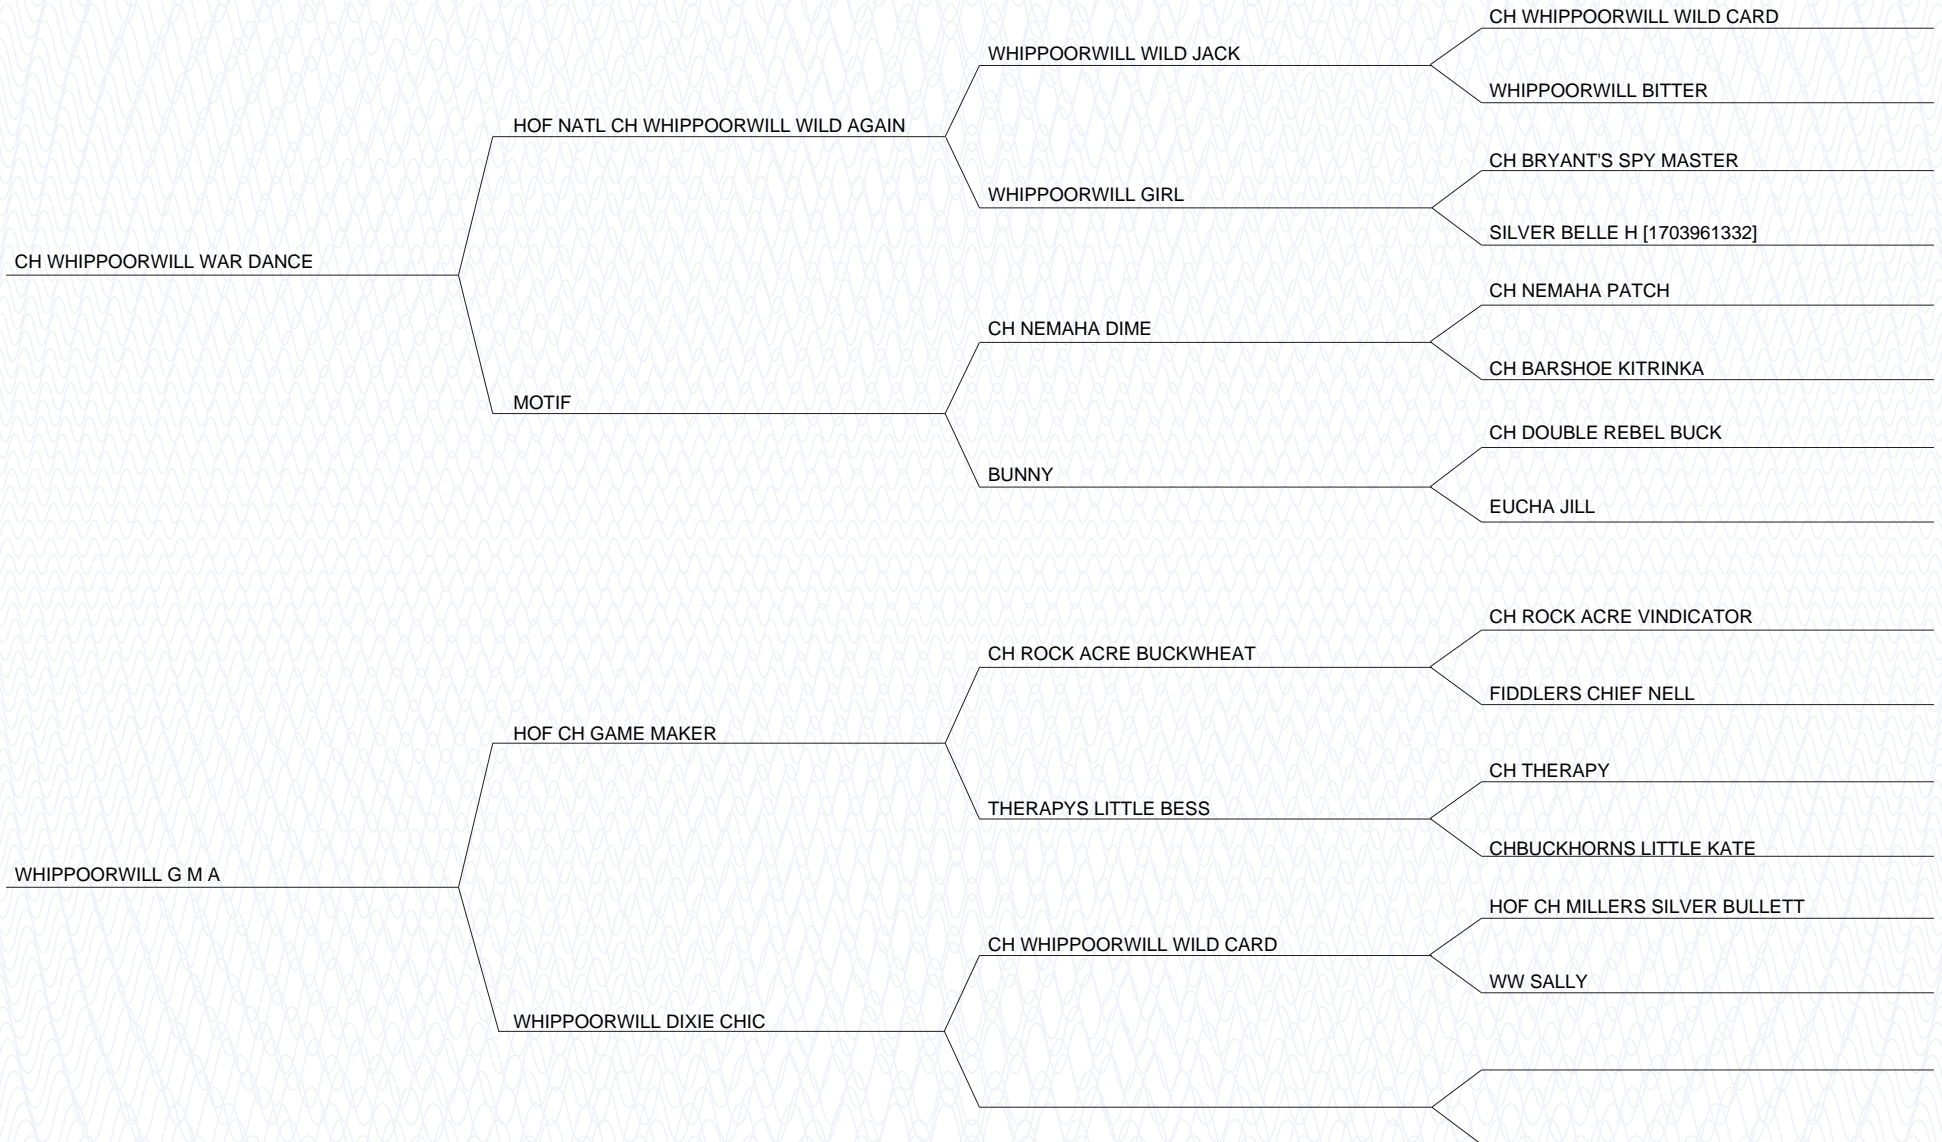 CH WHIPPOORWILL WILD CARD
WHIPPOORWILL WILD JACK
WHIPPOORWILL BITTER
HOF NATL CH WHIPPOORWILL WILD AGAIN
CH BRYANT'S SPY MASTER
WHIPPOORWILL GIRL
SILVER BELLE H [1703961332]
CH WHIPPOORWILL WAR DANCE
CH NEMAHA PATCH
CH NEMAHA DIME
CH BARSHOE KITRINKA
MOTIF
CH DOUBLE REBEL BUCK
BUNNY
EUCHA JILL
CH ROCK ACRE VINDICATOR
CH ROCK ACRE BUCKWHEAT
FIDDLERS CHIEF NELL
HOF CH GAME MAKER
CH THERAPY
THERAPYS LITTLE BESS
CHBUCKHORNS LITTLE KATE
WHIPPOORWILL G M A
HOF CH MILLERS SILVER BULLETT
CH WHIPPOORWILL WILD CARD
WW SALLY
WHIPPOORWILL DIXIE CHIC